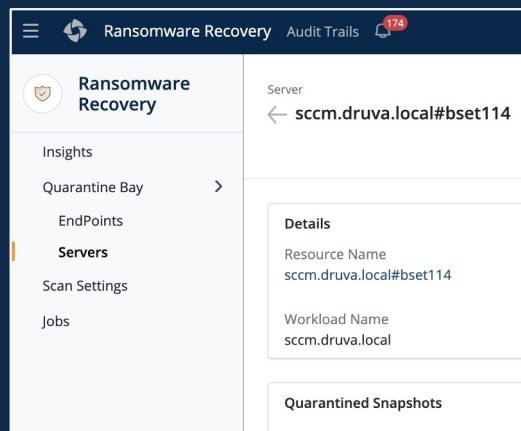 Ransomware Recovery Audit Trails 174
Ransomware
Recovery
Insights
Quarantine Bay
EndPoints
Servers
Scan Settings
Jobs
Server
sccm.druva.local#bset114
Details
Resource Name
sccm.druva.local#bset114
Workload Name
sccm.druva.local
Quarantined Snapshots